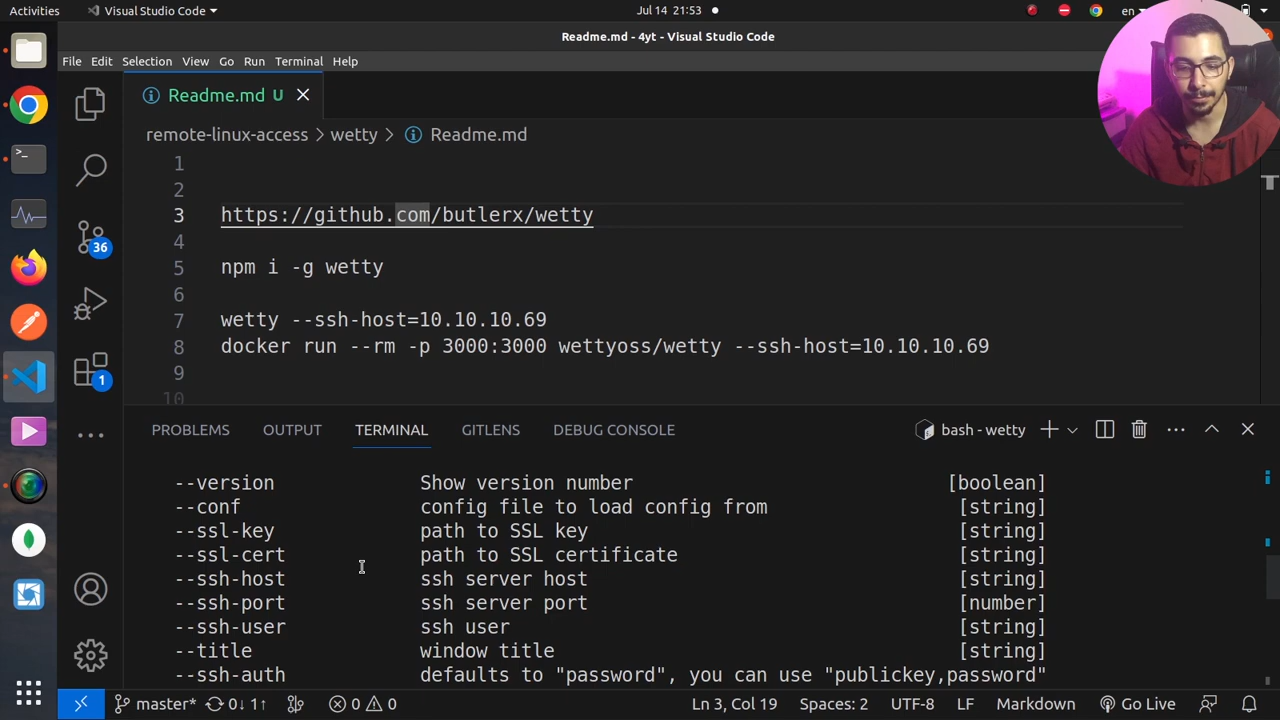 Activities
Visual Studio Code
Jul 14 21:53
en
Readme.md - 4yt - Visual Studio Code
File Edit Selection View Go Run Terminal Help
Readme.md U
remote-linux-access > wetty > Readme.md
1
2
3 https://github.com/butlerx/wetty
4
5 npm i -g wetty
6
7 wetty --ssh-host=10.10.10.69
8 docker run --rm -p 3000:3000 wettyoss/wetty --ssh-host=10.10.10.69
9
10
36
1
PROBLEMS OUTPUT TERMINAL GITLENS DEBUG CONSOLE
bash - wetty
--version Show version number [boolean]
--conf config file to load config from [string]
--ssl-key path to SSL key [string]
--ssl-cert path to SSL certificate [string]
--ssh-host ssh server host [string]
--ssh-port ssh server port [number]
--ssh-user ssh user [string]
--title window title [string]
--ssh-auth defaults to "password", you can use "publickey,password"
master* 0↓ 1↑ 0 0 Ln 3, Col 19 Spaces: 2 UTF-8 LF Markdown Go Live